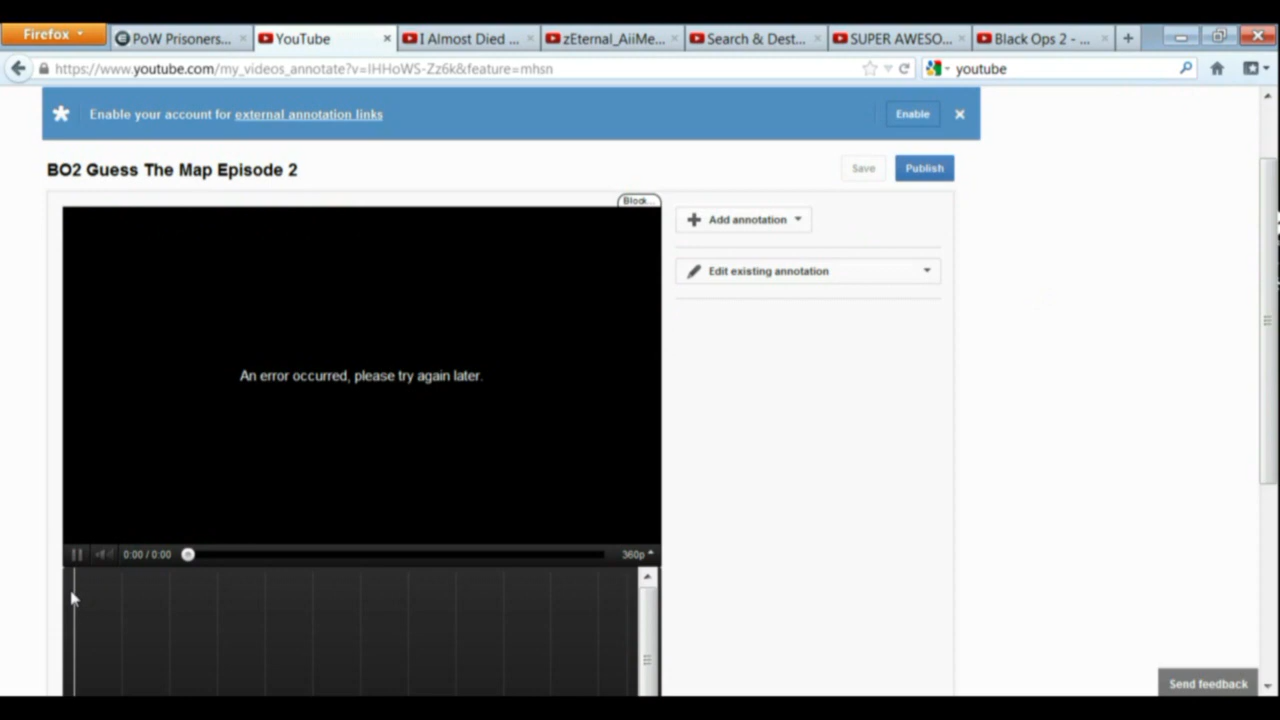 Firefox
PoW Prisoners...
YouTube
I Almost Died ...
zEternal_AiiMe...
Search & Dest...
SUPER AWESO...
Black Ops 2 - ...
https://www.youtube.com/my_videos_annotate?v=IHHoWS-Zz6k&feature=mhsn
youtube
Enable your account for external annotation links
Enable
BO2 Guess The Map Episode 2
Save
Publish
Block...
Add annotation
Edit existing annotation
An error occurred, please try again later.
0:00 / 0:00
360p
Send feedback